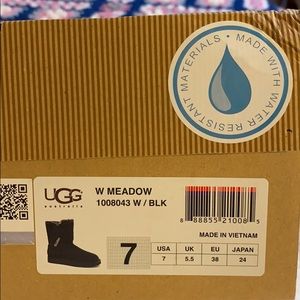 MADE WITH WATER RESISTANT MATERIALS •
UGG
australia
W MEADOW
1008043 W / BLK
8 88855 21008 5
MADE IN VIETNAM
7
USA UK EU JAPAN
7 5.5 38 24